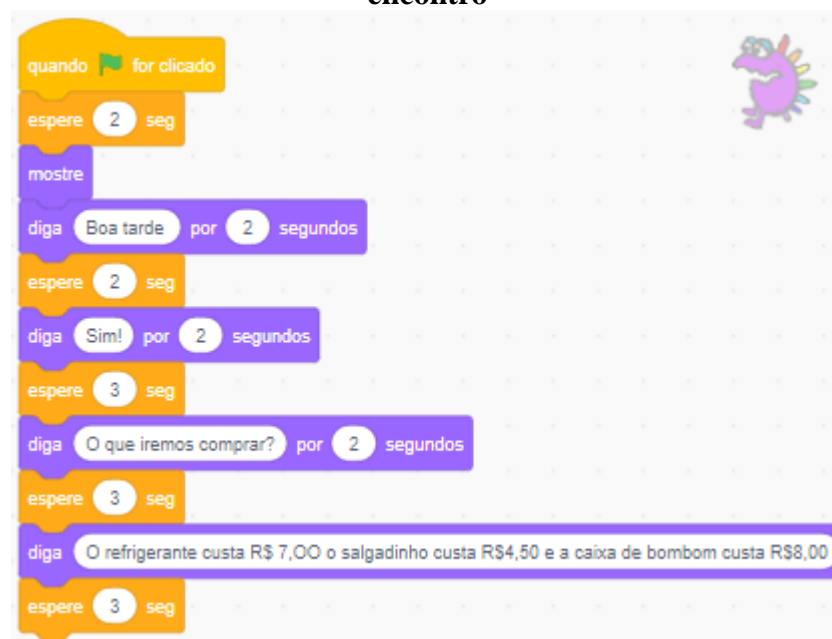 encontro
quando for clicado
espere 2 seg
mostre
diga Boa tarde por 2 segundos
espere 2 seg
diga Sim! por 2 segundos
espere 3 seg
diga O que iremos comprar? por 2 segundos
espere 3 seg
diga O refrigerante custa R$ 7,OO o salgadinho custa R$4,50 e a caixa de bombom custa R$8,00
espere 3 seg